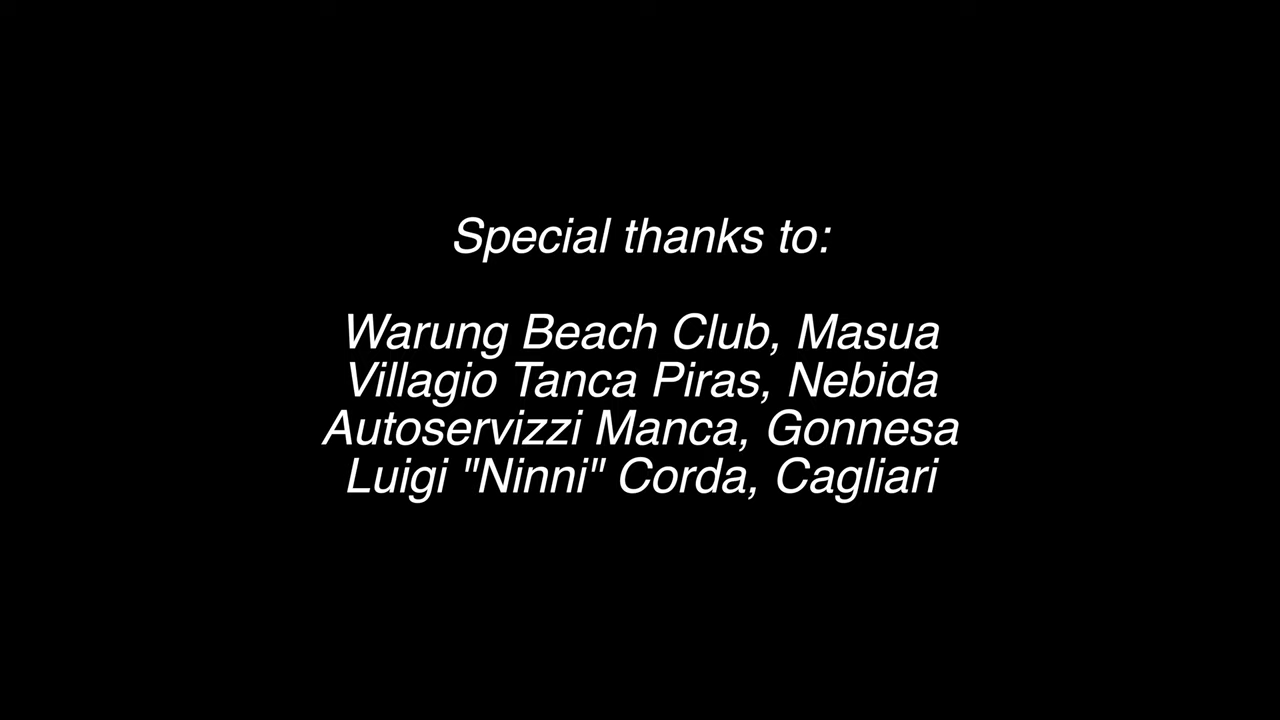 Special thanks to:
Warung Beach Club, Masua
Villagio Tanca Piras, Nebida
Autoservizzi Manca, Gonnesa
Luigi "Ninni" Corda, Cagliari